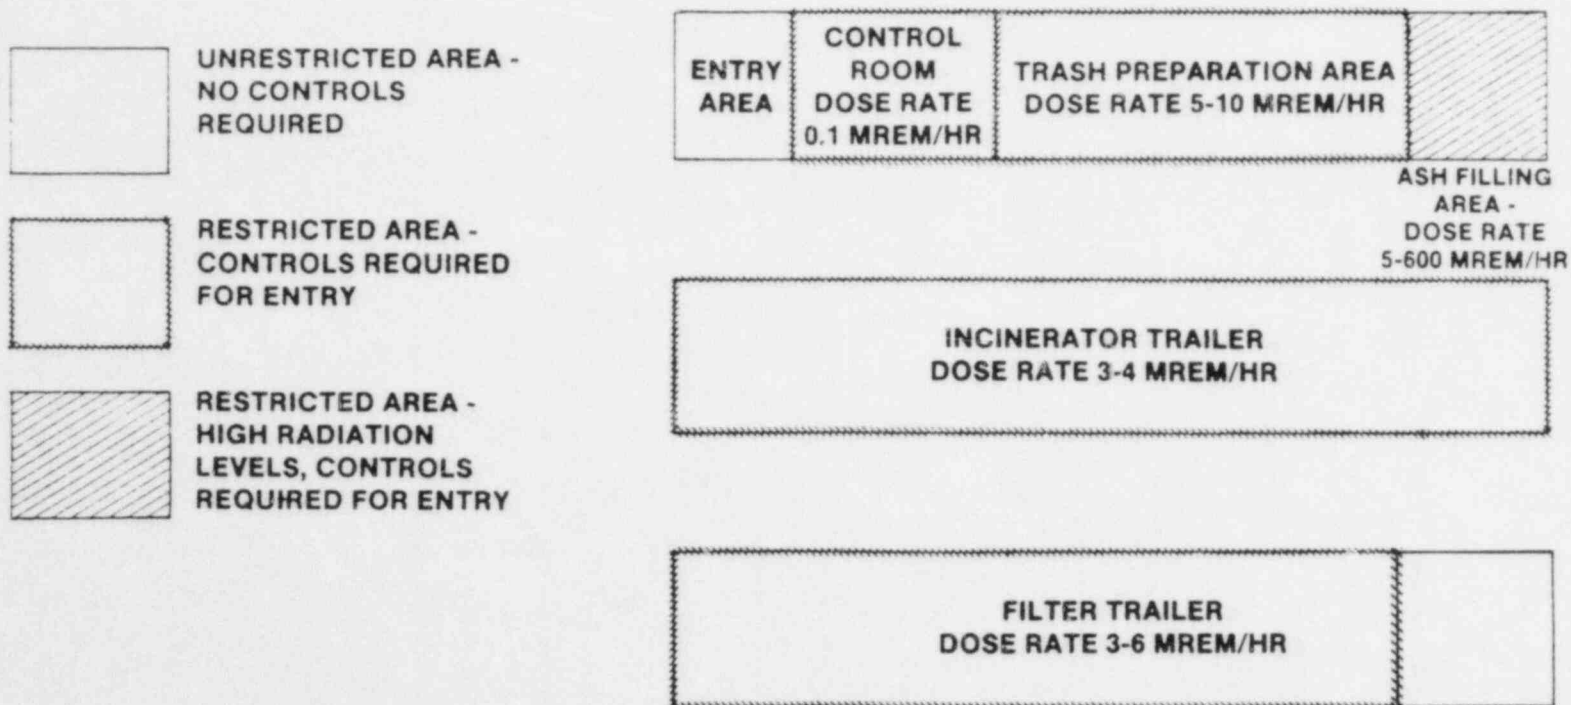 UNRESTRICTED AREA -
NO CONTROLS
REQUIRED
RESTRICTED AREA -
CONTROLS REQUIRED
FOR ENTRY
RESTRICTED AREA -
HIGH RADIATION
LEVELS, CONTROLS
REQUIRED FOR ENTRY
ENTRY
AREA
CONTROL
ROOM
DOSE RATE
0.1 MREM/HR
TRASH PREPARATION AREA
DOSE RATE 5-10 MREM/HR
ASH FILLING
AREA -
DOSE RATE
5-600 MREM/HR
INCINERATOR TRAILER
DOSE RATE 3-4 MREM/HR
FILTER TRAILER
DOSE RATE 3-6 MREM/HR